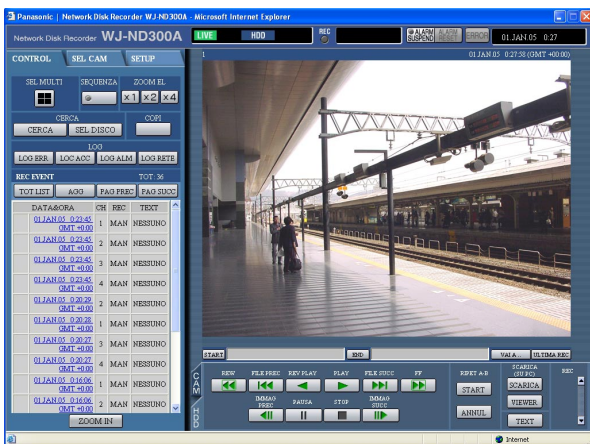 Panasonic | Network Disk Recorder WJ-ND300A - Microsoft Internet Explorer
Network Disk Recorder WJ-ND300A
LIVE HDD REC ALARM SUSPEND ALARM RESET ERROR 01.JAN.05 0:27
CONTROL SEL CAM SETUP
1 01.JAN.05 0:27:38 (GMT +00:00)
SEL MULTI SEQUENZA ZOOM EL
x1 x2 x4
CERCA COPI
CERCA SEL DISCO
LOG
LOG ERR LOC ACC LOG ALM LOG RETE
REC EVENT TOT: 36
TOT LIST AGG PAG PREC PAG SUCC
DATA&ORA CH REC TEXT
01.JAN.05 0:23:45 GMT +0:00 1 MAN NESSUNO
01.JAN.05 0:23:45 GMT +0:00 2 MAN NESSUNO
01.JAN.05 0:23:45 GMT +0:00 3 MAN NESSUNO
01.JAN.05 0:23:45 GMT +0:00 4 MAN NESSUNO
01.JAN.05 0:20:29 GMT +0:00 2 MAN NESSUNO
01.JAN.05 0:20:28 GMT +0:00 1 MAN NESSUNO
01.JAN.05 0:20:27 GMT +0:00 3 MAN NESSUNO
01.JAN.05 0:20:27 GMT +0:00 4 MAN NESSUNO
01.JAN.05 0:16:06 GMT +0:00 1 MAN NESSUNO
01.JAN.05 0:16:06 GMT +0:00 2 MAN NESSUNO
ZOOM IN
START END VAI A... ULTIMA REC
CAM
HDD
REW FILE PREC REV PLAY PLAY FILE SUCC FF
IMMAG PREC PAUSA STOP IMMAG SUCC
RIPET A-B
START
ANNUL
SCARICA (SU PC)
SCARICA
VIEWER
TEXT
REC
Internet